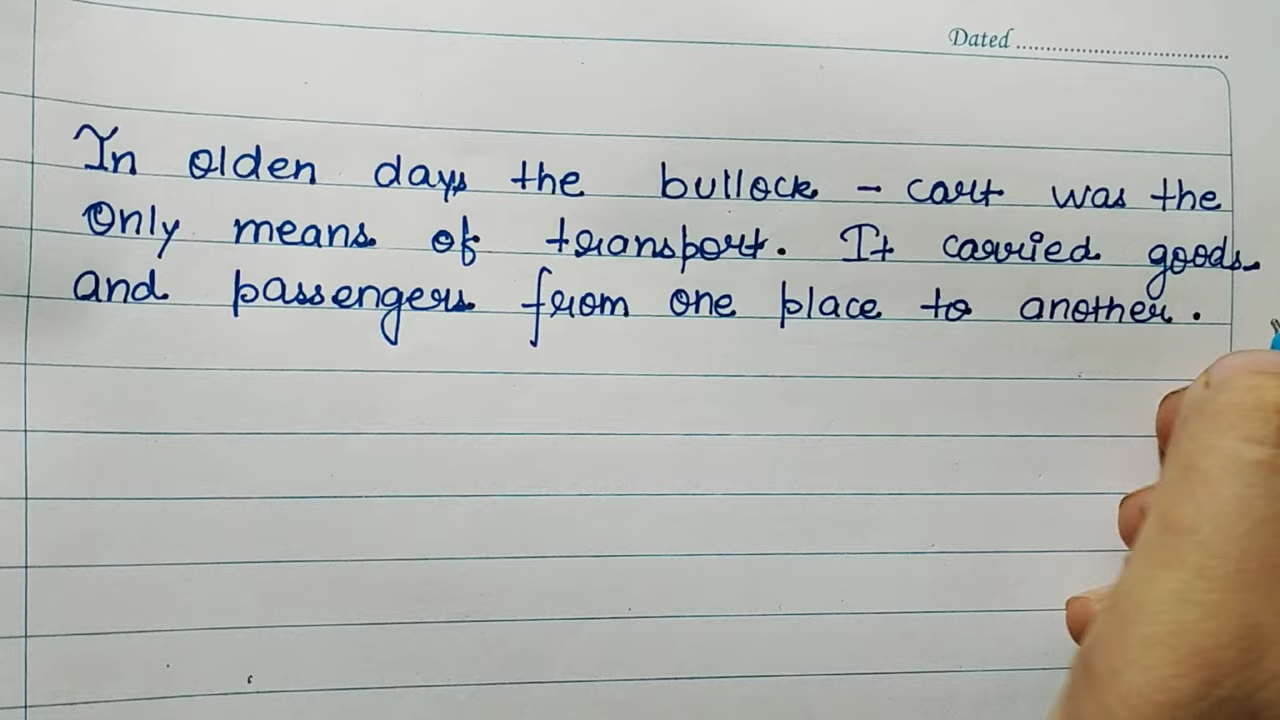 Dated
In olden days the bullock - cart was the
only means of transport. It carried goods
and passengers from one place to another.